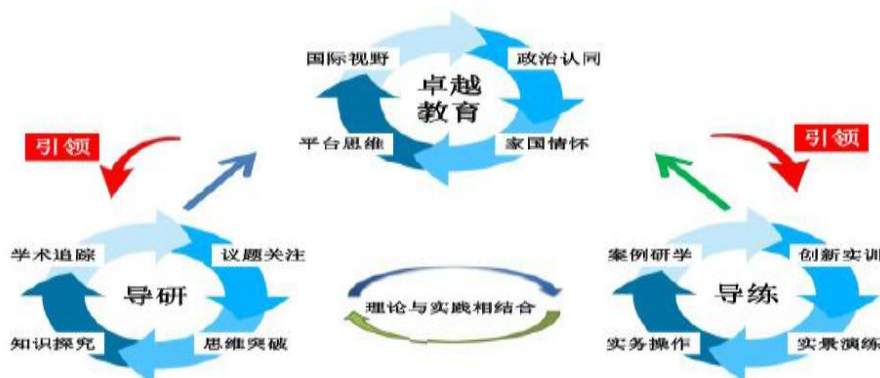 国际视野
政治认同
卓越
教育
平台思维
家国情怀
引领
引领
学术追踪
议题关注
导研
知识探究
思维突破
理论与实践相结合
案例研学
创新实训
导练
实务操作
实景演练